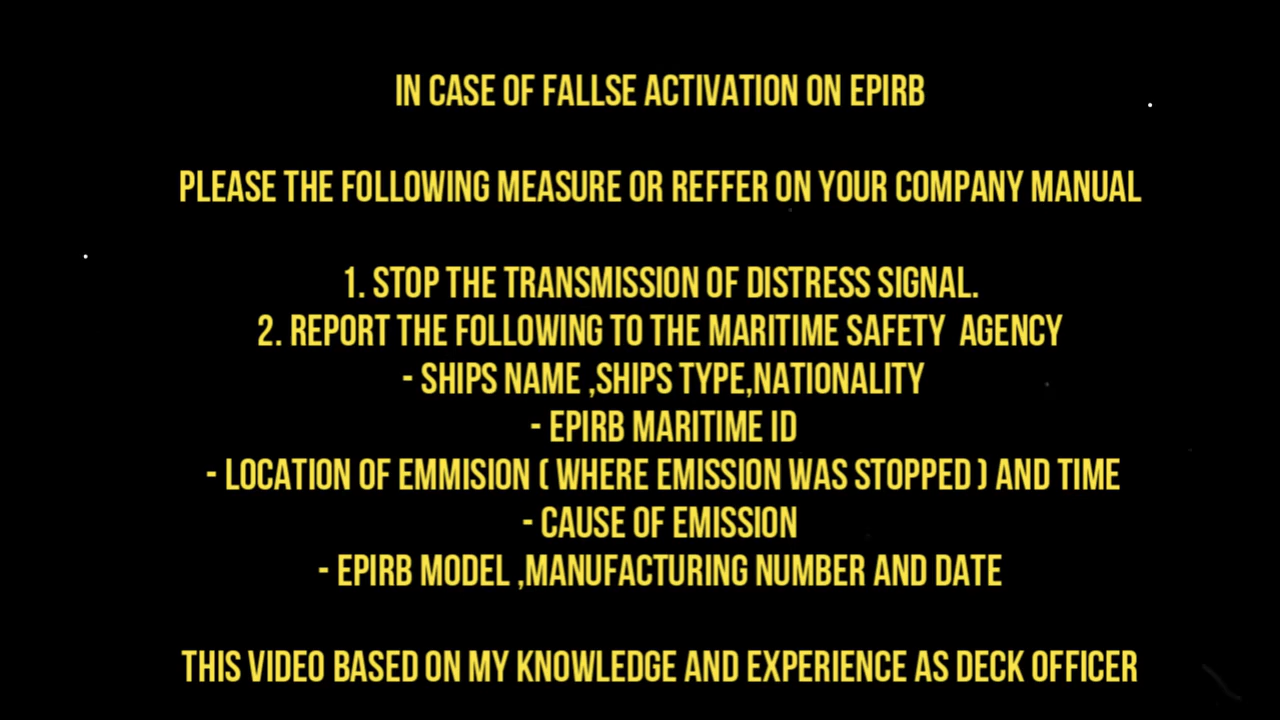 IN CASE OF FALLSE ACTIVATION ON EPIRB
PLEASE THE FOLLOWING MEASURE OR REFFER ON YOUR COMPANY MANUAL
1. STOP THE TRANSMISSION OF DISTRESS SIGNAL.
2. REPORT THE FOLLOWING TO THE MARITIME SAFETY  AGENCY
- SHIPS NAME ,SHIPS TYPE,NATIONALITY
- EPIRB MARITIME ID
- LOCATION OF EMMISION ( WHERE EMISSION WAS STOPPED ) AND TIME
- CAUSE OF EMISSION
- EPIRB MODEL ,MANUFACTURING NUMBER AND DATE
THIS VIDEO BASED ON MY KNOWLEDGE AND EXPERIENCE AS DECK OFFICER